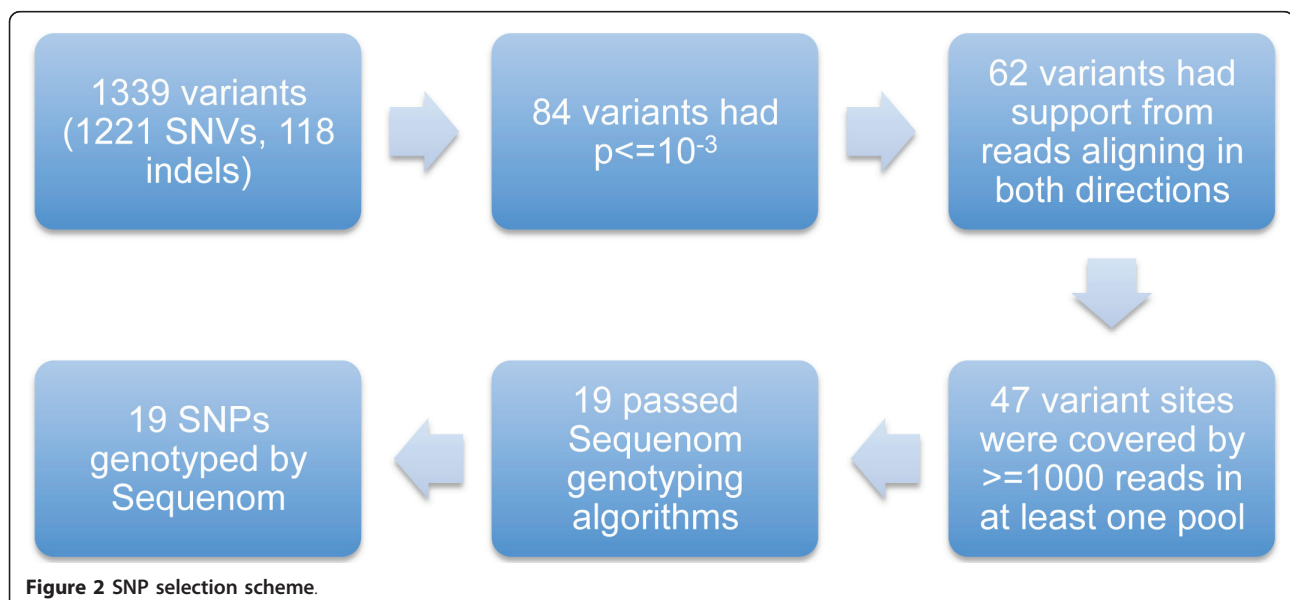 1339 variants
(1221 SNVs, 118
indels)
84 variants had
p<=10⁻³
62 variants had
support from
reads aligning in
both directions
47 variant sites
were covered by
>=1000 reads in
at least one pool
19 passed
Sequenom
genotyping
algorithms
19 SNPs
genotyped by
Sequenom
Figure 2 SNP selection scheme.